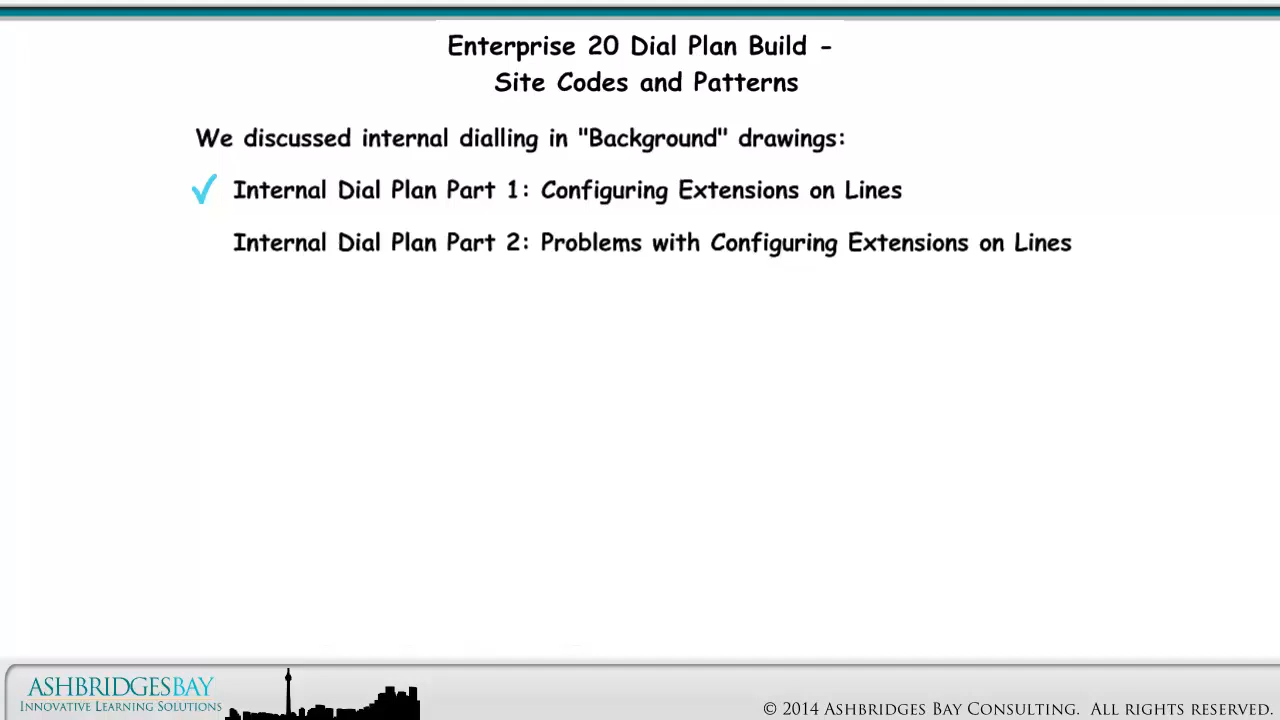 Enterprise 20 Dial Plan Build -
Site Codes and Patterns
We discussed internal dialling in "Background" drawings:
Internal Dial Plan Part 1: Configuring Extensions on Lines
Internal Dial Plan Part 2: Problems with Configuring Extensions on Lines
ASHBRIDGESBAY
INNOVATIVE LEARNING SOLUTIONS
© 2014 ASHBRIDGES BAY CONSULTING. ALL RIGHTS RESERVED.